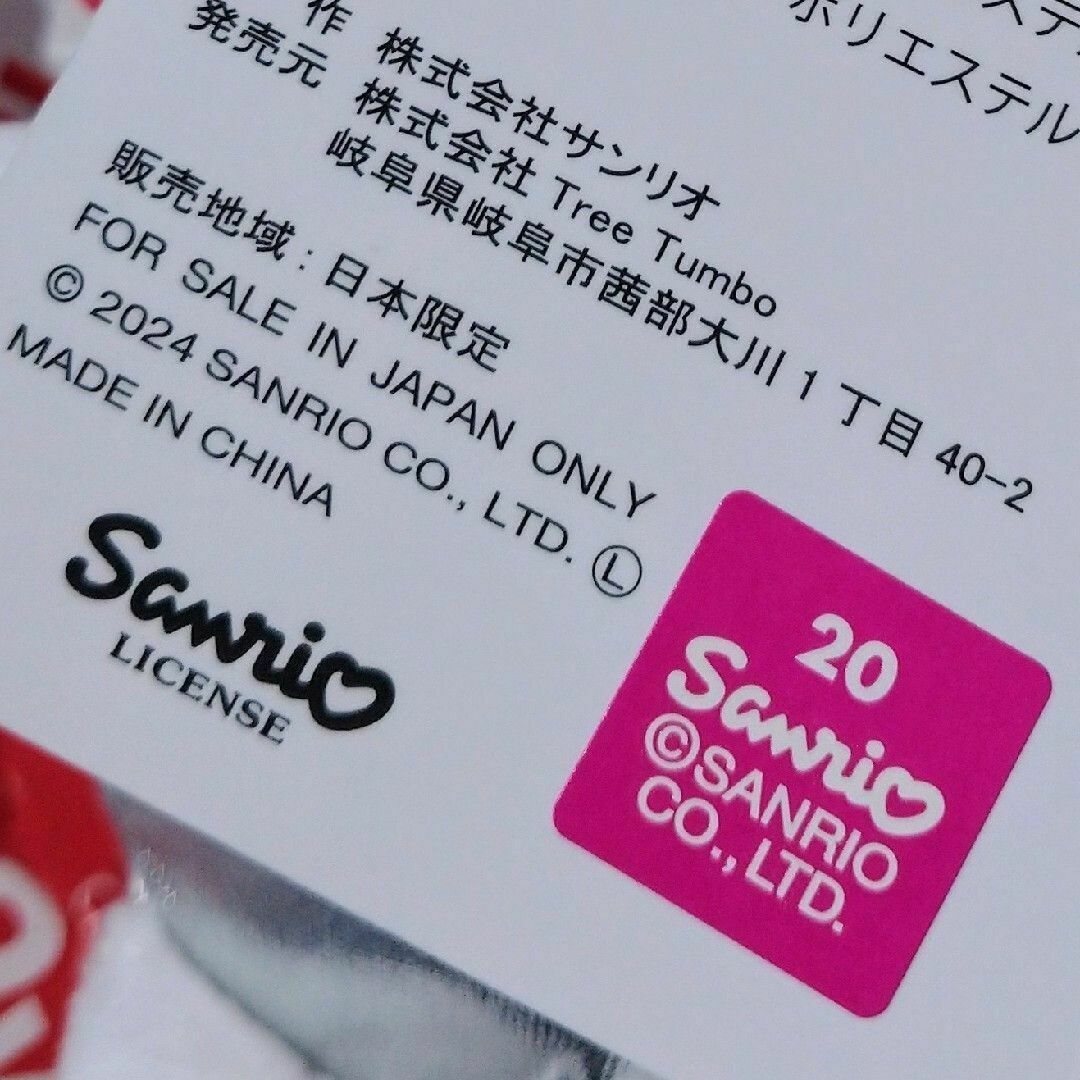 ポリエステル
作 株式会社サンリオ
発売元 株式会社 Tree Tumbo
岐阜県岐阜市茜部大川1丁目 40-2
販売地域：日本限定
FOR SALE IN JAPAN ONLY
© 2024 SANRIO CO., LTD. Ⓛ
MADE IN CHINA
Sanrio
LICENSE
20
Sanrio
©SANRIO
CO., LTD.